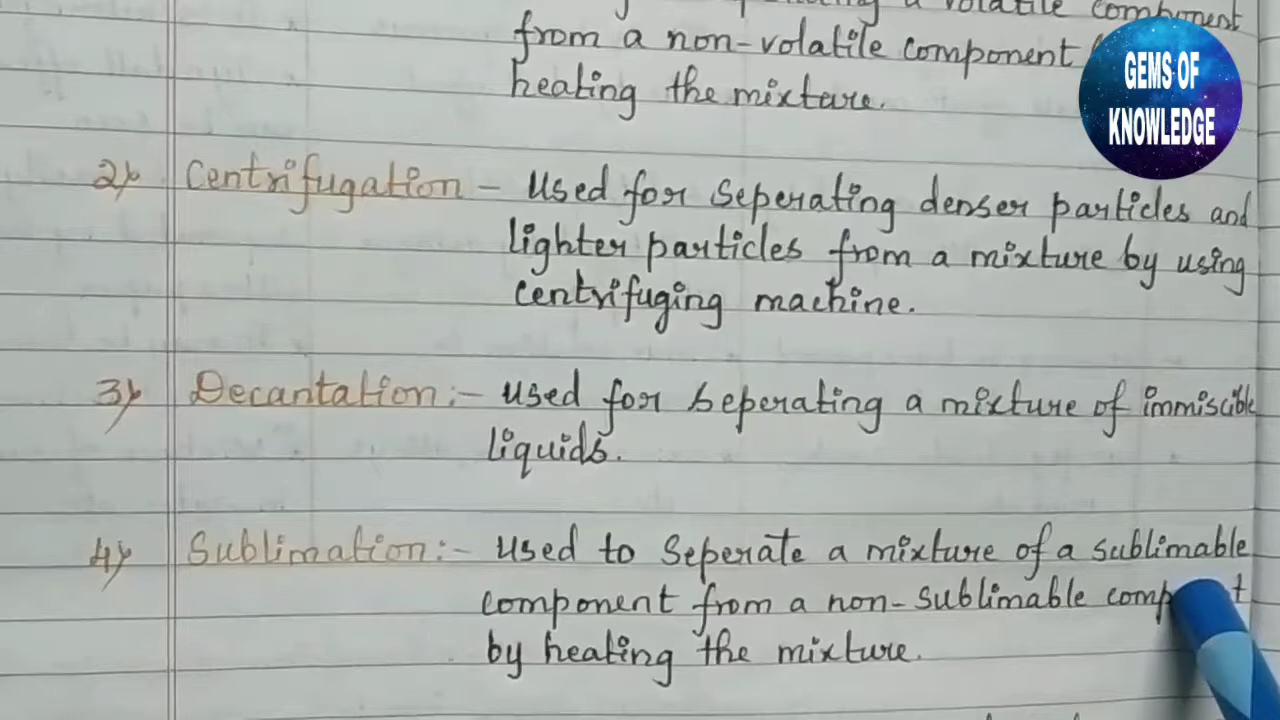 a volatile component
from a non-volatile component
heating the mixture.
GEMS OF
KNOWLEDGE
2) Centrifugation - Used for seperating denser particles and
lighter particles from a mixture by using
centrifuging machine.
3) Decantation :- Used for seperating a mixture of immiscible
liquids.
4) Sublimation :- Used to seperate a mixture of a sublimable
component from a non-sublimable
by heating the mixture.